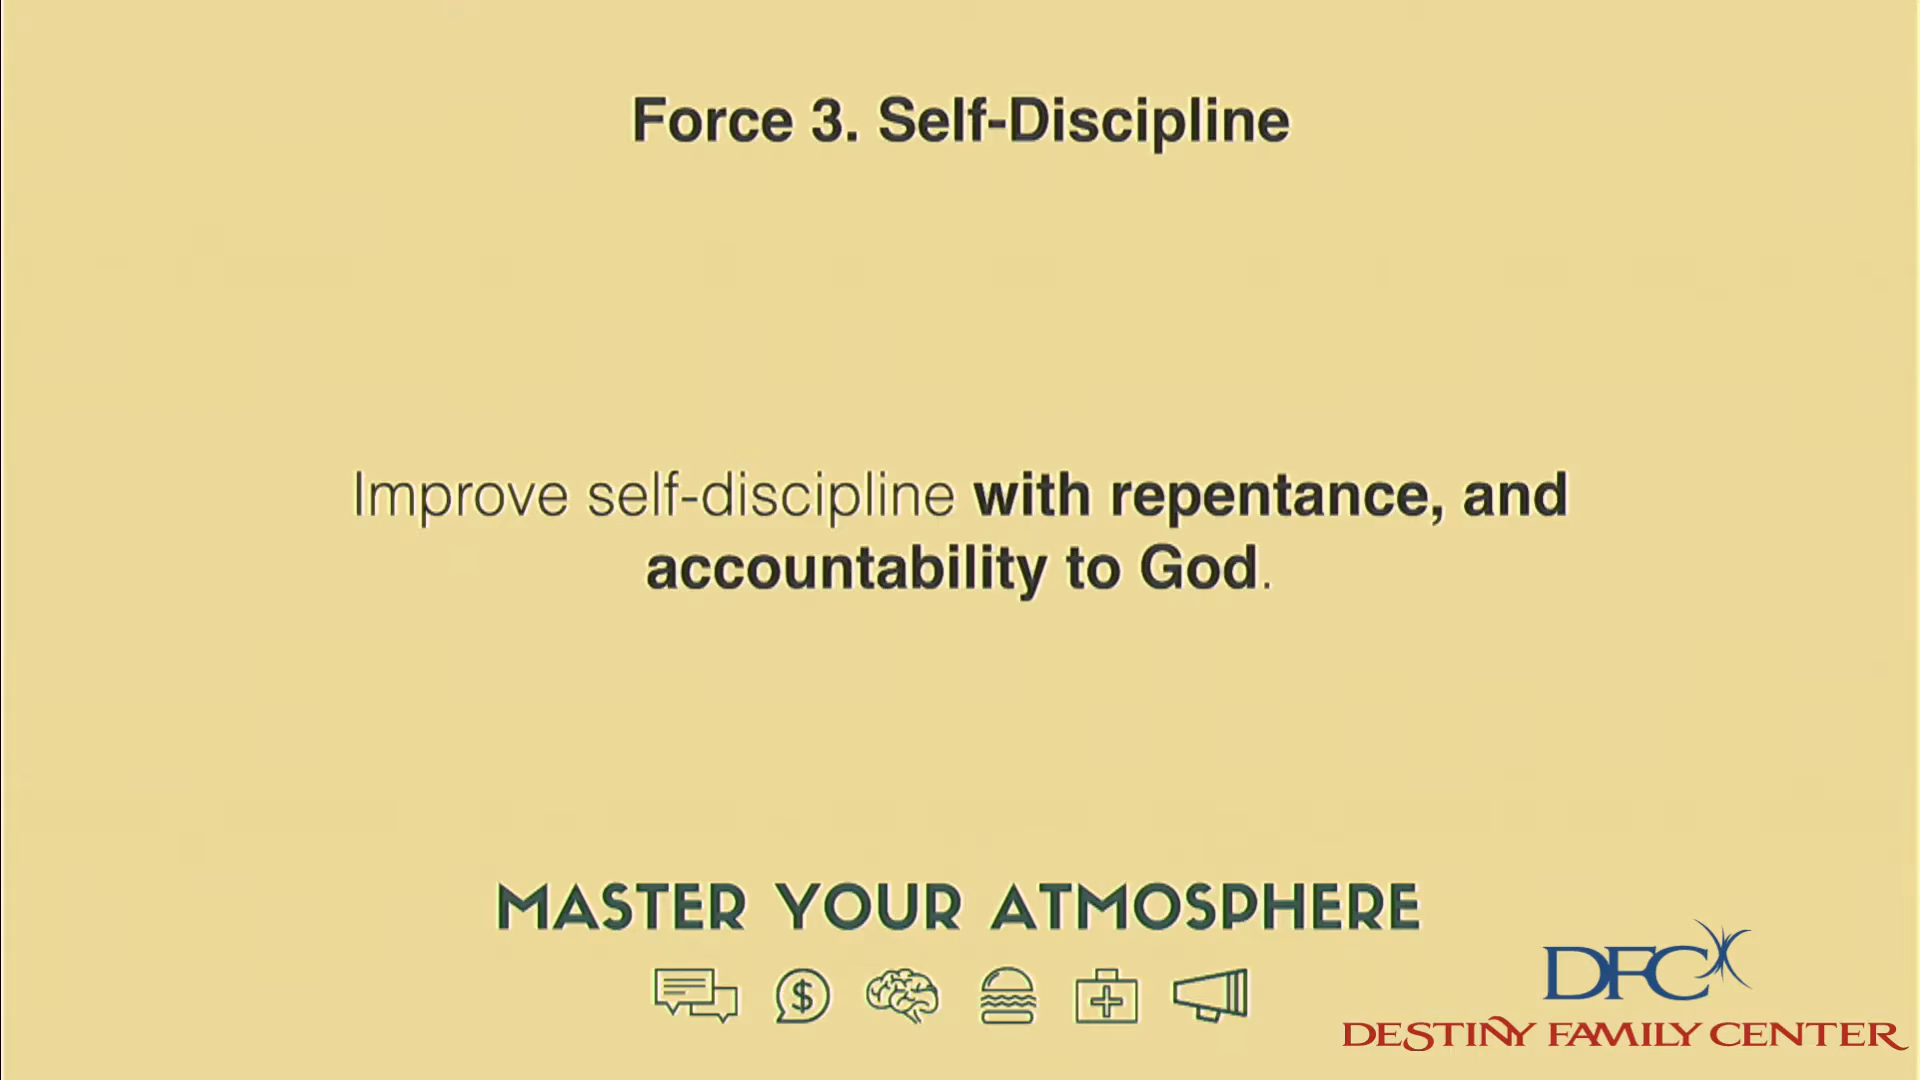 Force 3. Self-Discipline
Improve self-discipline with repentance, and
accountability to God.
MASTER YOUR ATMOSPHERE
$
DFC
DESTINY FAMILY CENTER